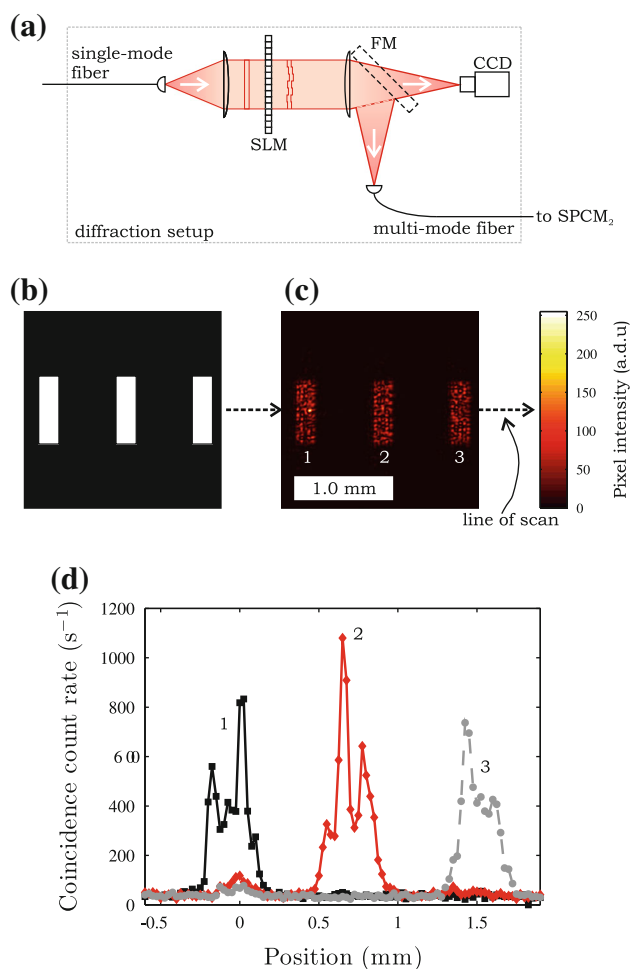 (a)
single-mode
fiber
FM
CCD
SLM
to SPCM₂
multi-mode fiber
diffraction setup
(b)
(c)
1 2 3
1.0 mm
line of scan
250
200
150
100
50
0
Pixel intensity (a.d.u)
(d)
Coincidence count rate (s⁻¹)
1200
1000
800
6 0
400
200
0
1
2
3
-0.5 0 0.5 1 1.5
Position (mm)